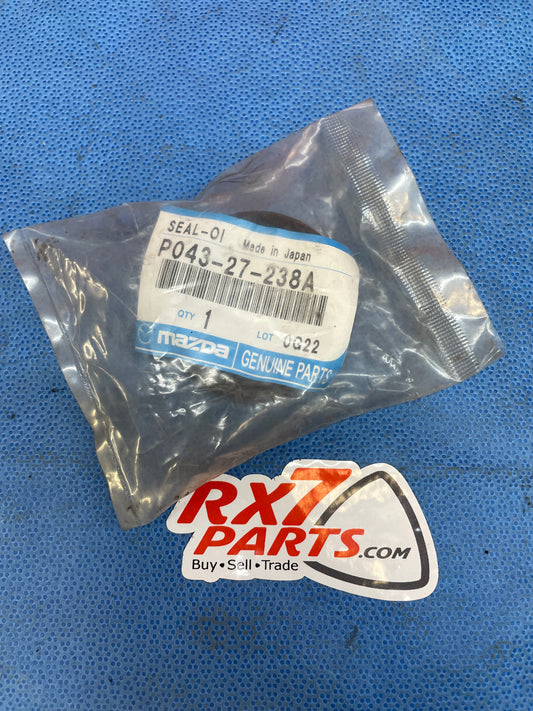 SEAL-OI
Made in Japan
P043-27-238A
QTY 1
LOT 0G22
mazda GENUINE PARTS
RX7
PARTS.com
Buy • Sell • Trade